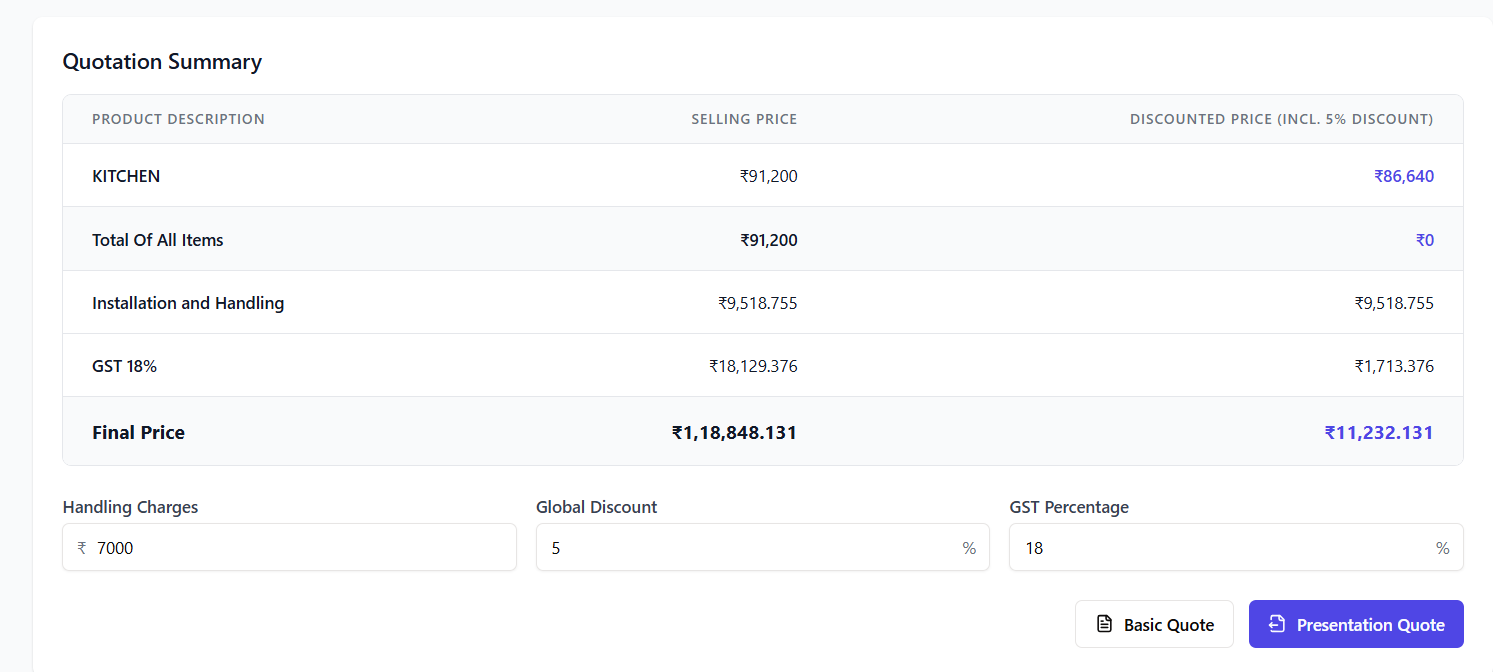 Quotation Summary
PRODUCT DESCRIPTION SELLING PRICE DISCOUNTED PRICE (INCL. 5% DISCOUNT)
KITCHEN ₹91,200 ₹86,640
Total Of All Items ₹91,200 ₹0
Installation and Handling ₹9,518.755 ₹9,518.755
GST 18% ₹18,129.376 ₹1,713.376
Final Price ₹1,18,848.131 ₹11,232.131
Handling Charges Global Discount GST Percentage
₹ 7000 5 % 18 %
Basic Quote Presentation Quote